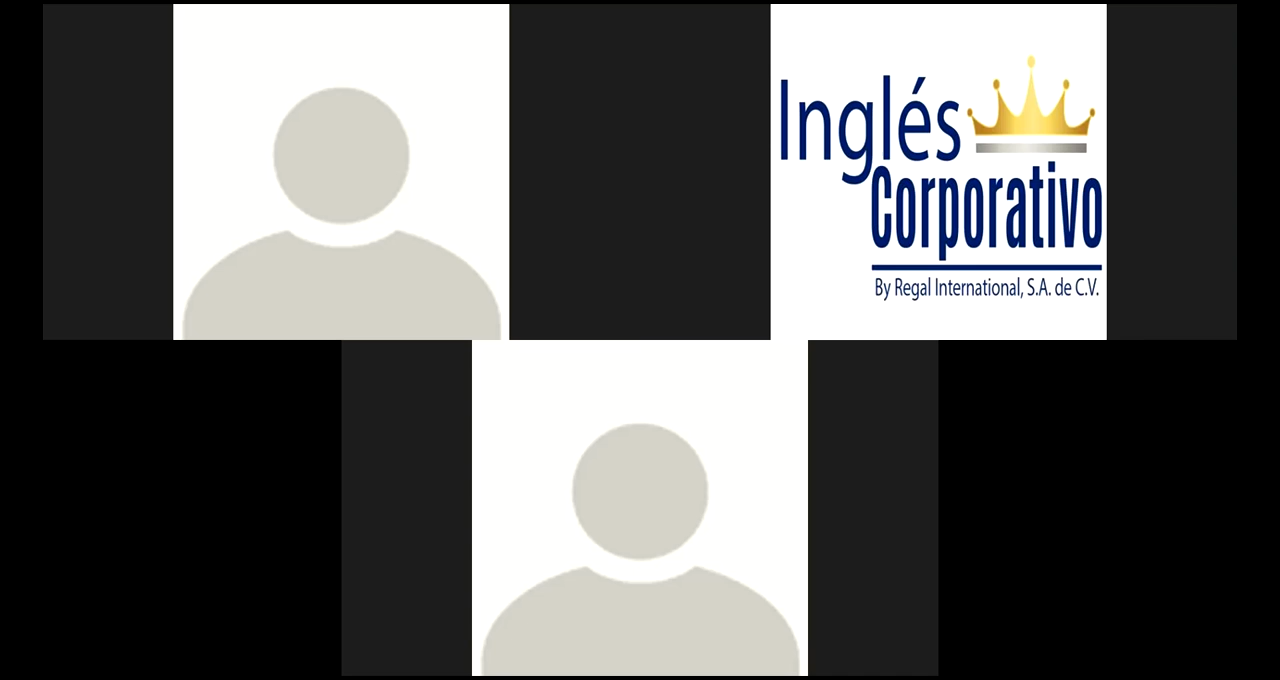 Inglés
Corporativo
By Regal International, S.A. de C.V.